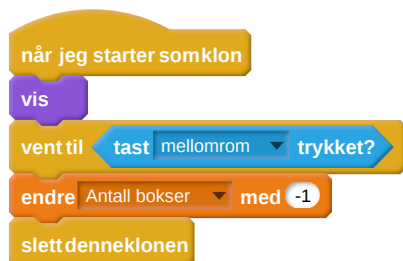 når jeg starter som klon
vis
vent til tast mellomrom trykket?
endre Antall bokser med -1
slett denne klonen